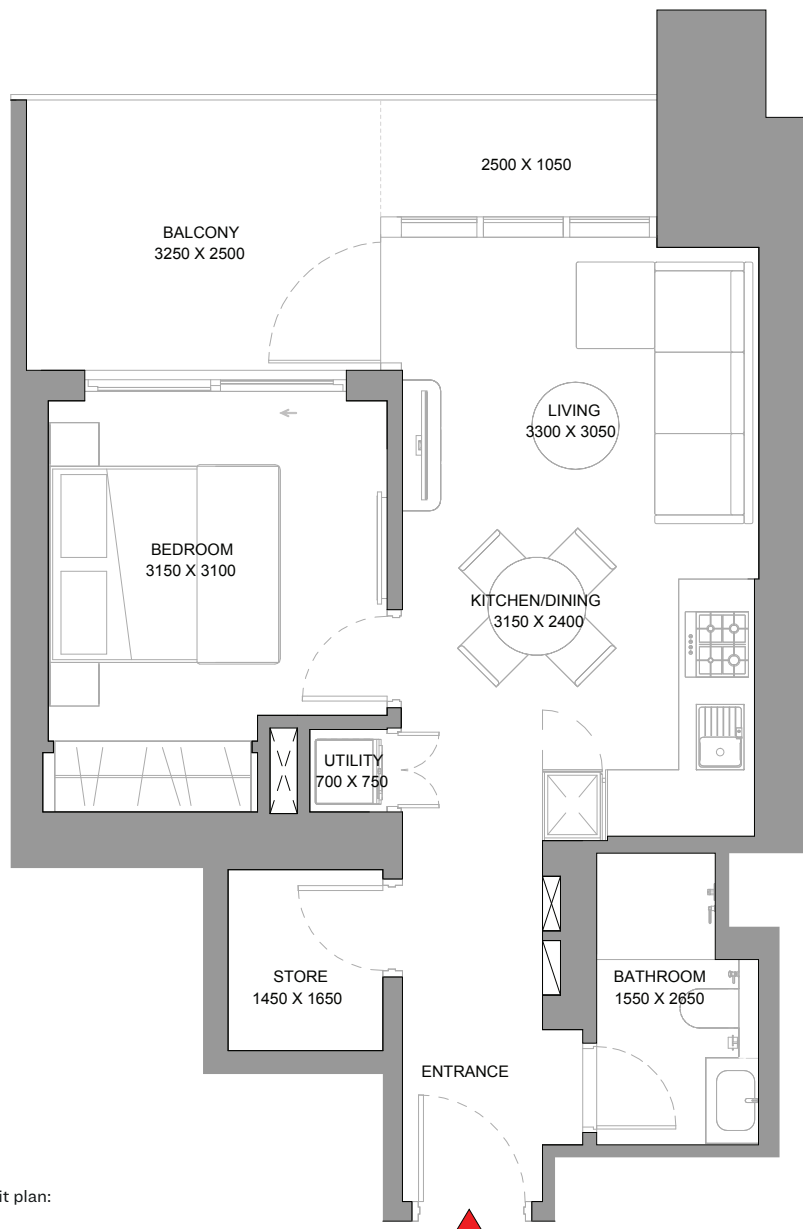 2500 X 1050
BALCONY
3250 X 2500
LIVING
3300 X 3050
BEDROOM
3150 X 3100
KITCHEN/DINING
3150 X 2400
UTILITY
700 X 750
STORE
1450 X 1650
BATHROOM
1550 X 2650
ENTRANCE
it plan: